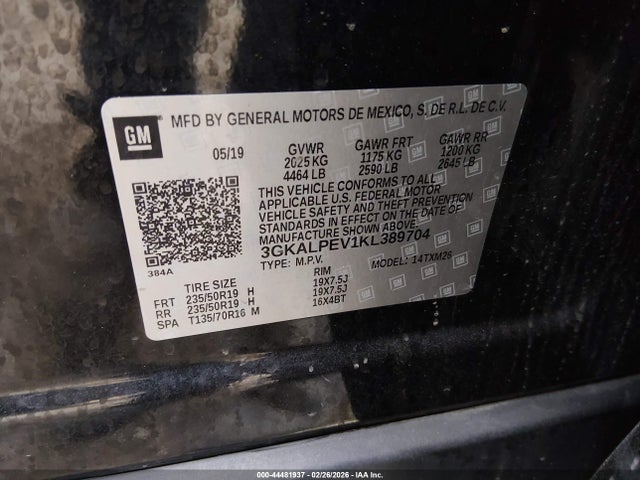 GM
MFD BY GENERAL MOTORS DE MEXICO, S. DE R.L. DE C.V.
05/19 GVWR GAWR FRT GAWR RR
2025 KG 1175 KG 1200 KG
4464 LB 2590 LB 2645 LB
THIS VEHICLE CONFORMS TO ALL
APPLICABLE U.S. FEDERAL MOTOR
VEHICLE SAFETY AND THEFT PREVENTION
STANDARDS IN EFFECT ON THE DATE OF
MANUFACTURE SHOWN ABOVE.
3GKALPEV1KL389704
TYPE: M.P.V. MODEL: 14TXM26
384A
TIRE SIZE RIM
FRT 235/50R19 H 19X7.5J
RR 235/50R19 H 19X7.5J
SPA T135/70R16 M 16X4BT
000-44481937 - 02/26/2026 - IAA Holdings, LLC